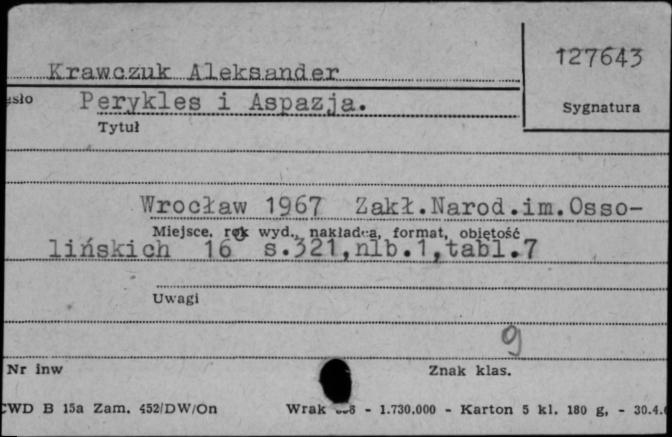 127643
Krawczuk Aleksander
Perykles i Aspazja.
Sygnatura
Tytuł
Wrocław 1967 Zakł.Narod.im.Osso-
Miejsce, rok wyd., nakładca, format, objętość
lińskich 16° s.321,nlb.1,tabl.7
Uwagi
9
Nr inw
Znak klas.
CWD B 15a Zam. 452/DW/On Wrak - 1.730.000 - Karton 5 kl. 180 g. - 30.4.